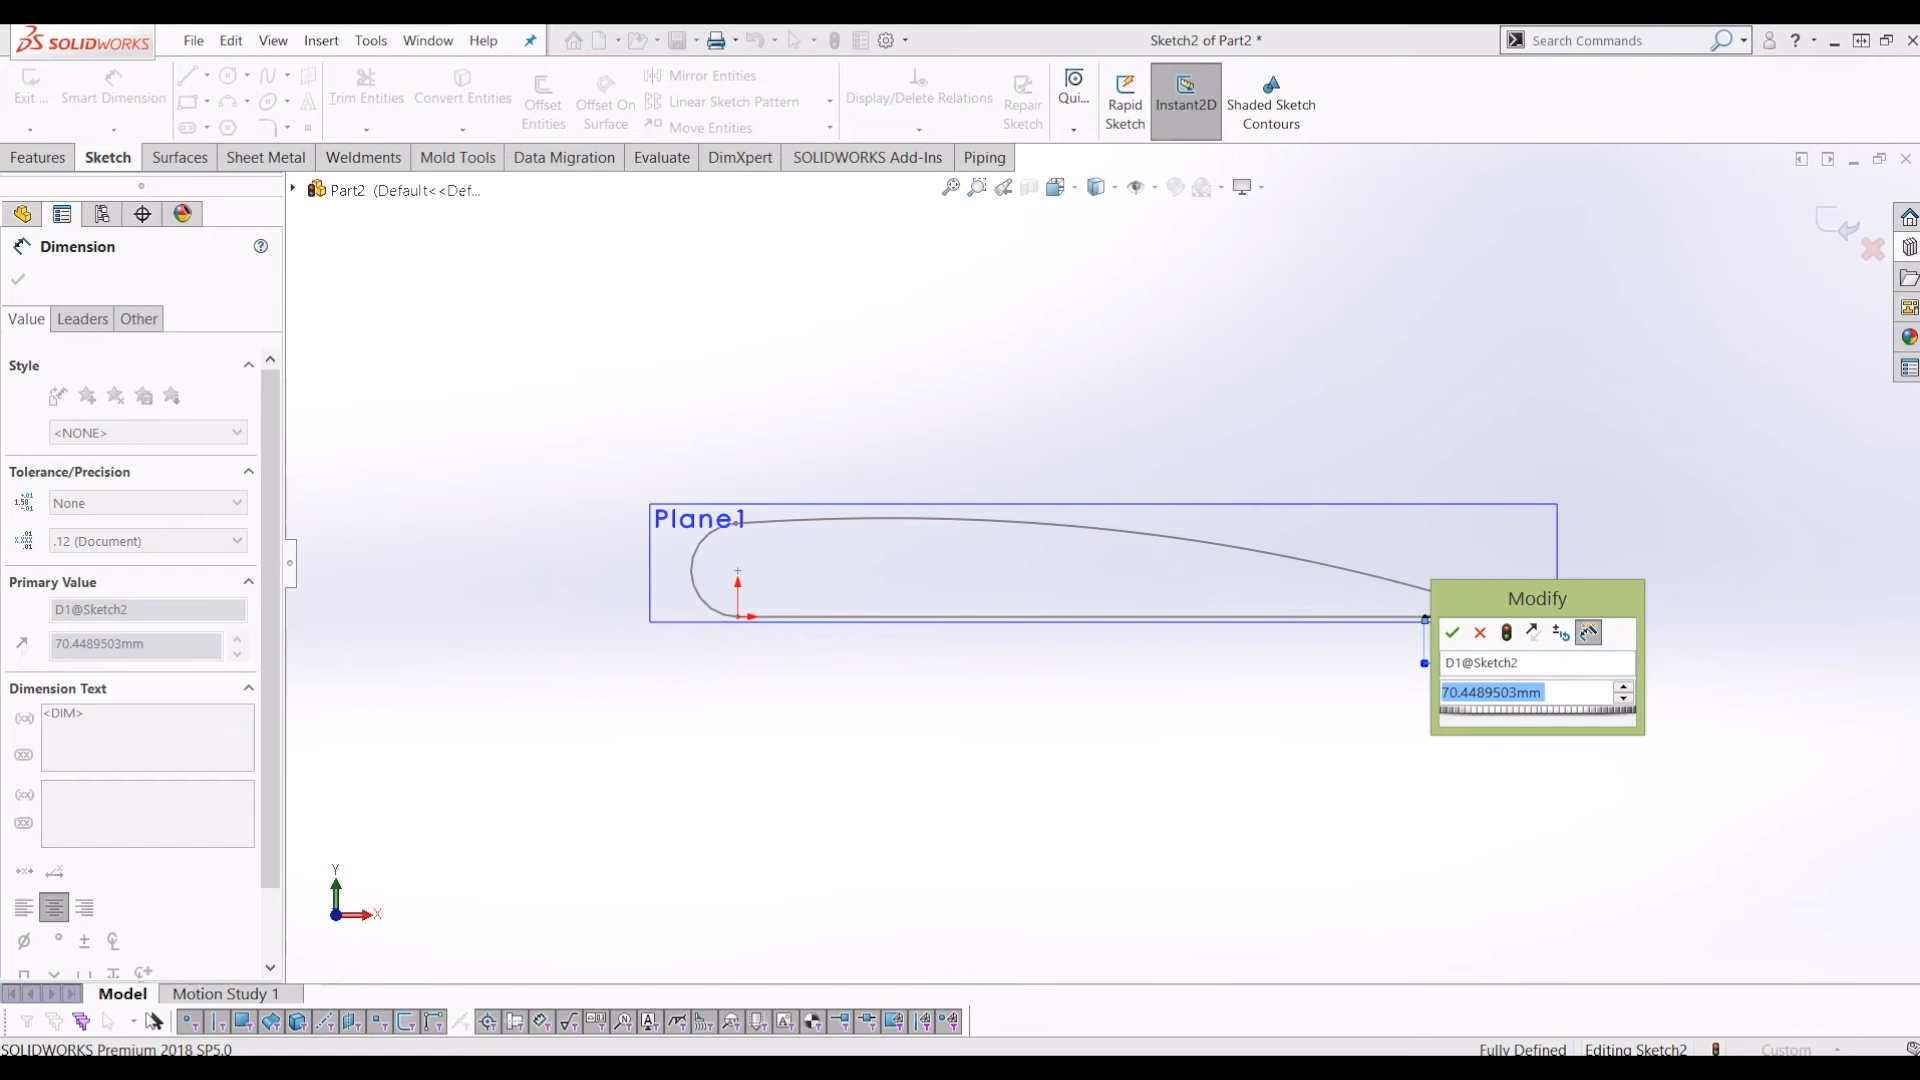 SOLIDWORKS
File Edit View Insert Tools Window Help
Sketch2 of Part2 *
Search Commands
Exit ...
Smart Dimension
Trim Entities
Convert Entities
Offset
Entities
Offset On
Surface
Mirror Entities
Linear Sketch Pattern
Move Entities
Display/Delete Relations
Repair
Sketch
Qui...
Rapid
Sketch
Instant2D
Shaded Sketch
Contours
Features Sketch Surfaces Sheet Metal Weldments Mold Tools Data Migration Evaluate DimXpert SOLIDWORKS Add-Ins Piping
Part2 (Default<<Def...
Dimension
Value Leaders Other
Style
<NONE>
Tolerance/Precision
None
.12 (Document)
Primary Value
D1@Sketch2
70.4489503mm
Dimension Text
<DIM>
Plane1
Modify
D1@Sketch2
70.4489503mm
Y
X
Model Motion Study 1
SOLIDWORKS Premium 2018 SP5.0
Fully Defined Editing Sketch2 Custom